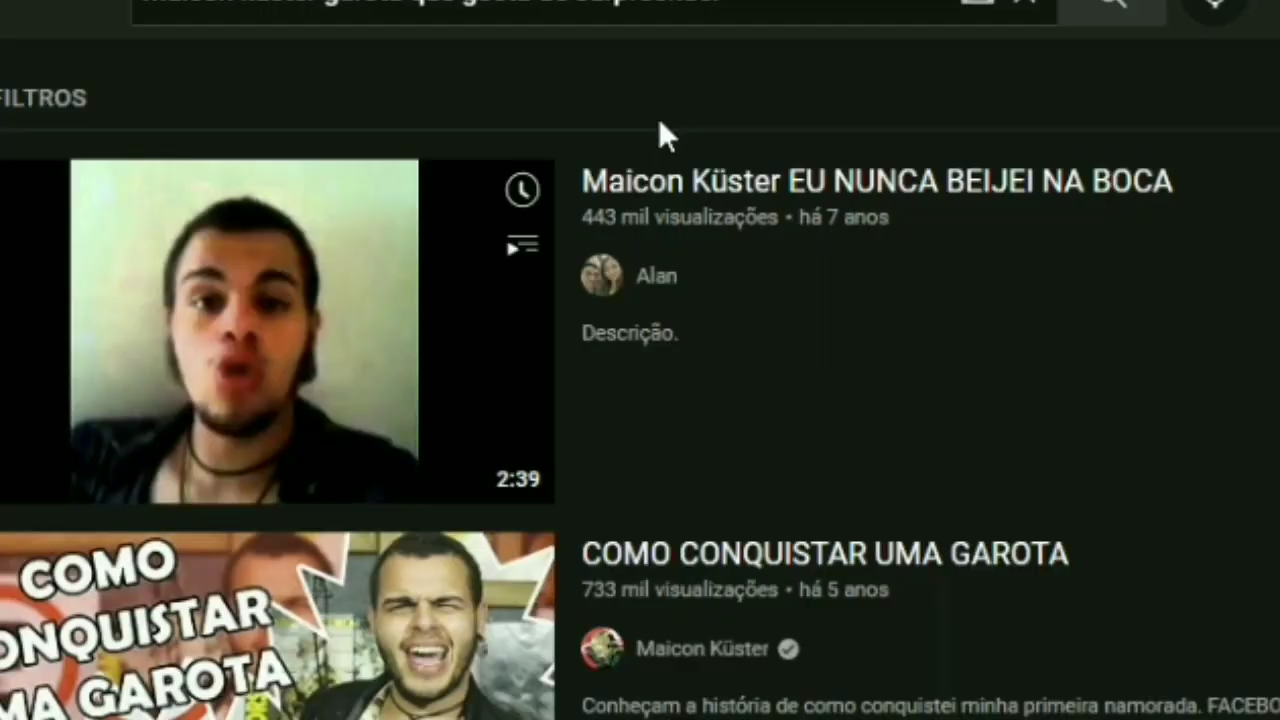 FILTROS
Maicon Küster EU NUNCA BEIJEI NA BOCA
443 mil visualizações • há 7 anos
Alan
Descrição.
2:39
COMO
ONQUISTAR
MA GAROTA
COMO CONQUISTAR UMA GAROTA
733 mil visualizações • há 5 anos
Maicon Küster
Conheçam a história de como conquistei minha primeira namorada. FACEBO